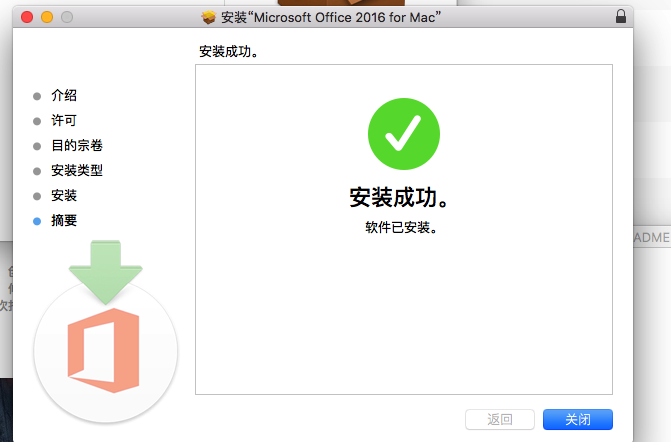 安装“Microsoft Office 2016 for Mac”
安装成功。
介绍
许可
目的宗卷
安装类型
安装
摘要
安装成功。
软件已安装。
ADME
返回
关闭